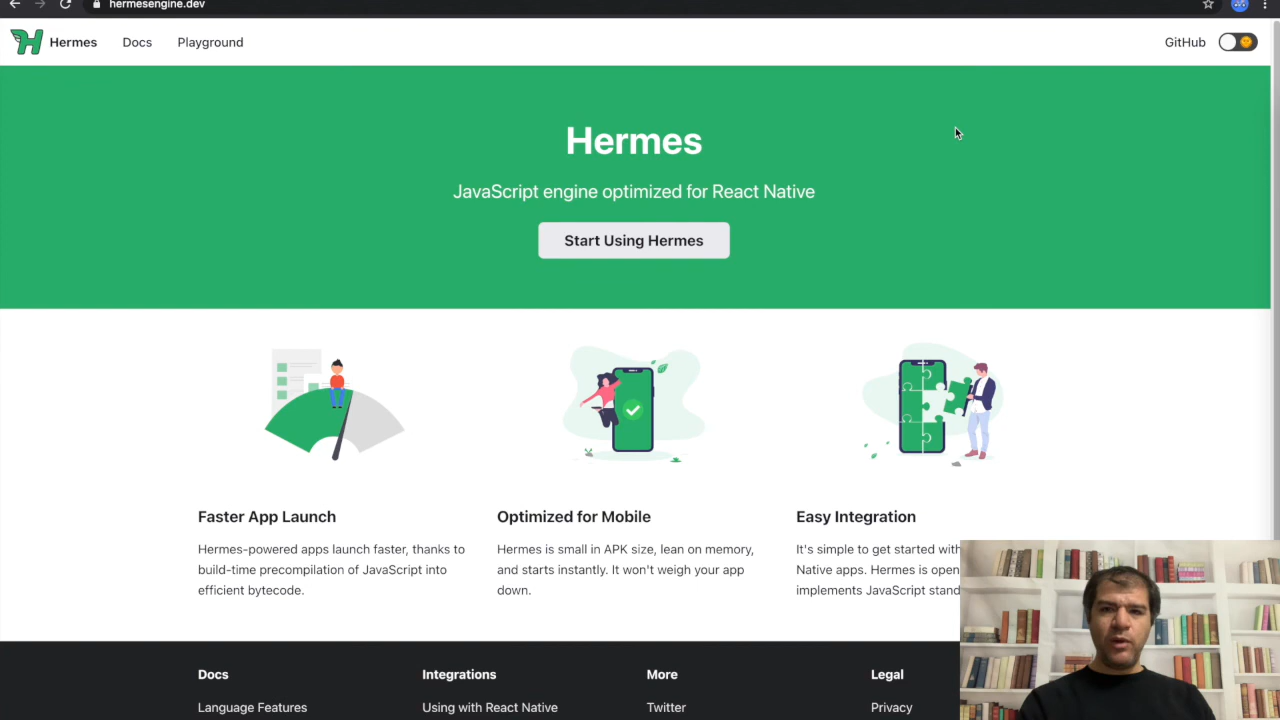 hermesengine.dev
Hermes
Docs
Playground
GitHub
Hermes
JavaScript engine optimized for React Native
Start Using Hermes
Faster App Launch
Hermes-powered apps launch faster, thanks to
build-time precompilation of JavaScript into
efficient bytecode.
Optimized for Mobile
Hermes is small in APK size, lean on memory,
and starts instantly. It won't weigh your app
down.
Easy Integration
It's simple to get started with
Native apps. Hermes is open
implements JavaScript stand
Docs
Language Features
Integrations
Using with React Native
More
Twitter
Legal
Privacy